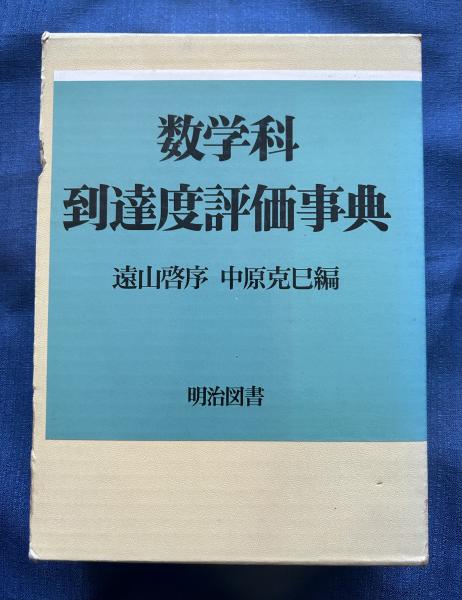 数学科
到達度評価事典
遠山啓序 中原克巳編
明治図書